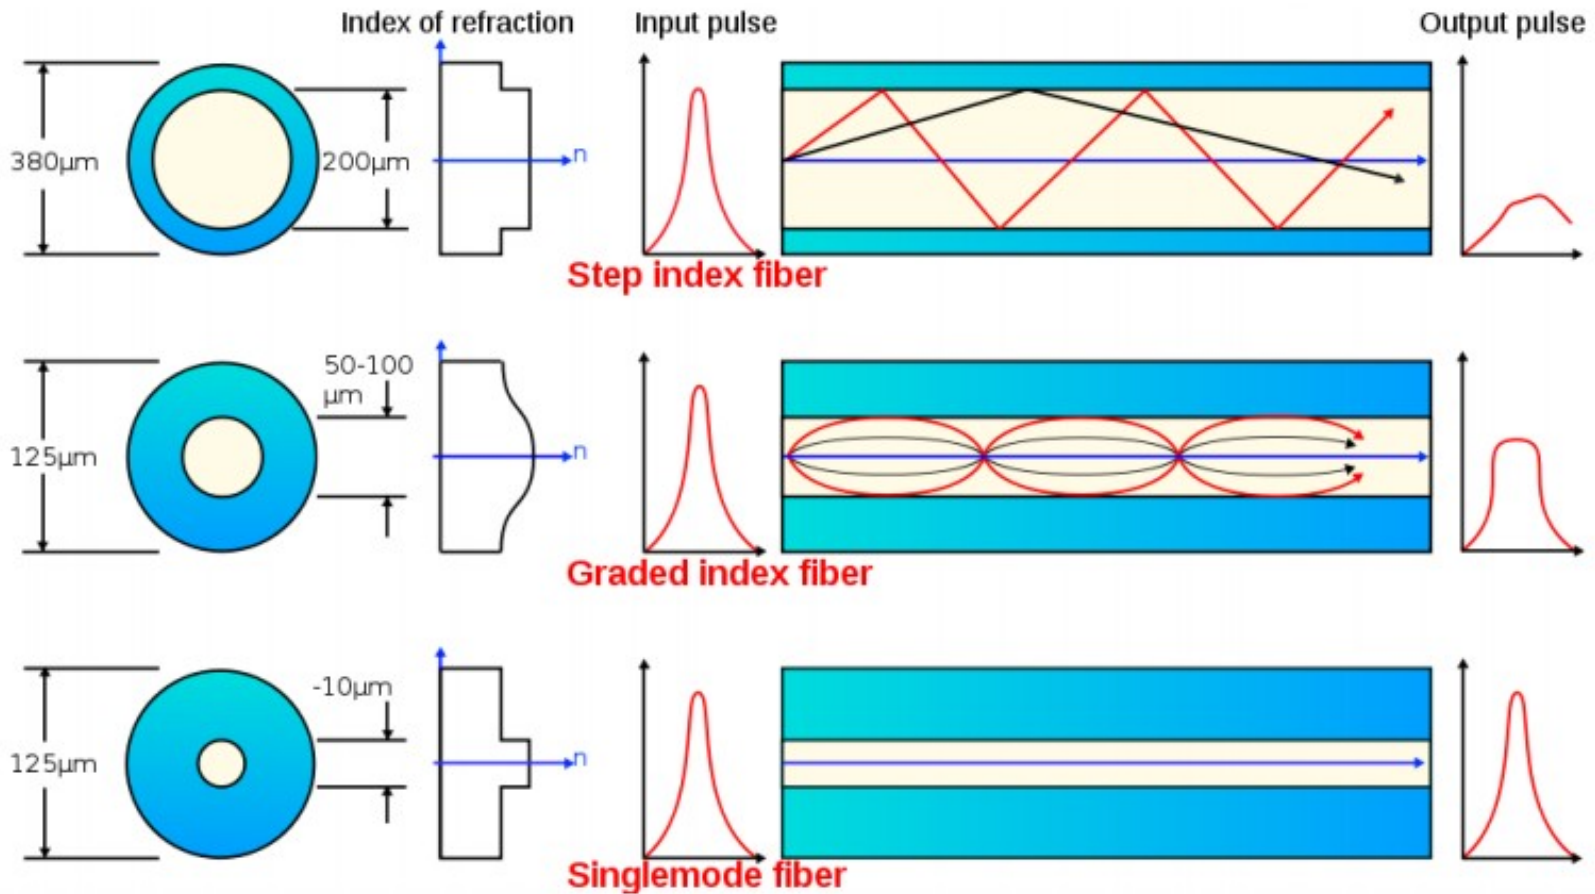 Index of refraction
Input pulse
Output pulse
380µm
200µm
n
Step index fiber
50-100
µm
125µm
n
Graded index fiber
-10µm
125µm
n
Singlemode fiber